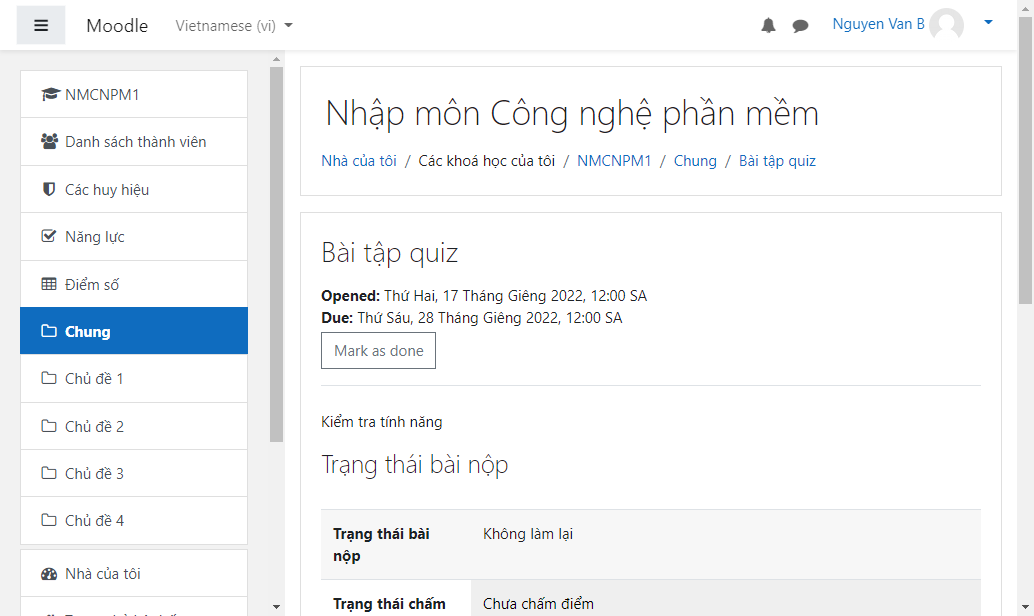 Moodle Vietnamese (vi) Nguyen Van B
NMCNPM1
Danh sách thành viên
Các huy hiệu
Năng lực
Điểm số
Chung
Chủ đề 1
Chủ đề 2
Chủ đề 3
Chủ đề 4
Nhà của tôi
Nhập môn Công nghệ phần mềm
Nhà của tôi / Các khoá học của tôi / NMCNPM1 / Chung / Bài tập quiz
Bài tập quiz
Opened: Thứ Hai, 17 Tháng Giêng 2022, 12:00 SA
Due: Thứ Sáu, 28 Tháng Giêng 2022, 12:00 SA
Mark as done
Kiểm tra tính năng
Trạng thái bài nộp
Trạng thái bài Không làm lại
nộp
Trạng thái chấm Chưa chấm điểm